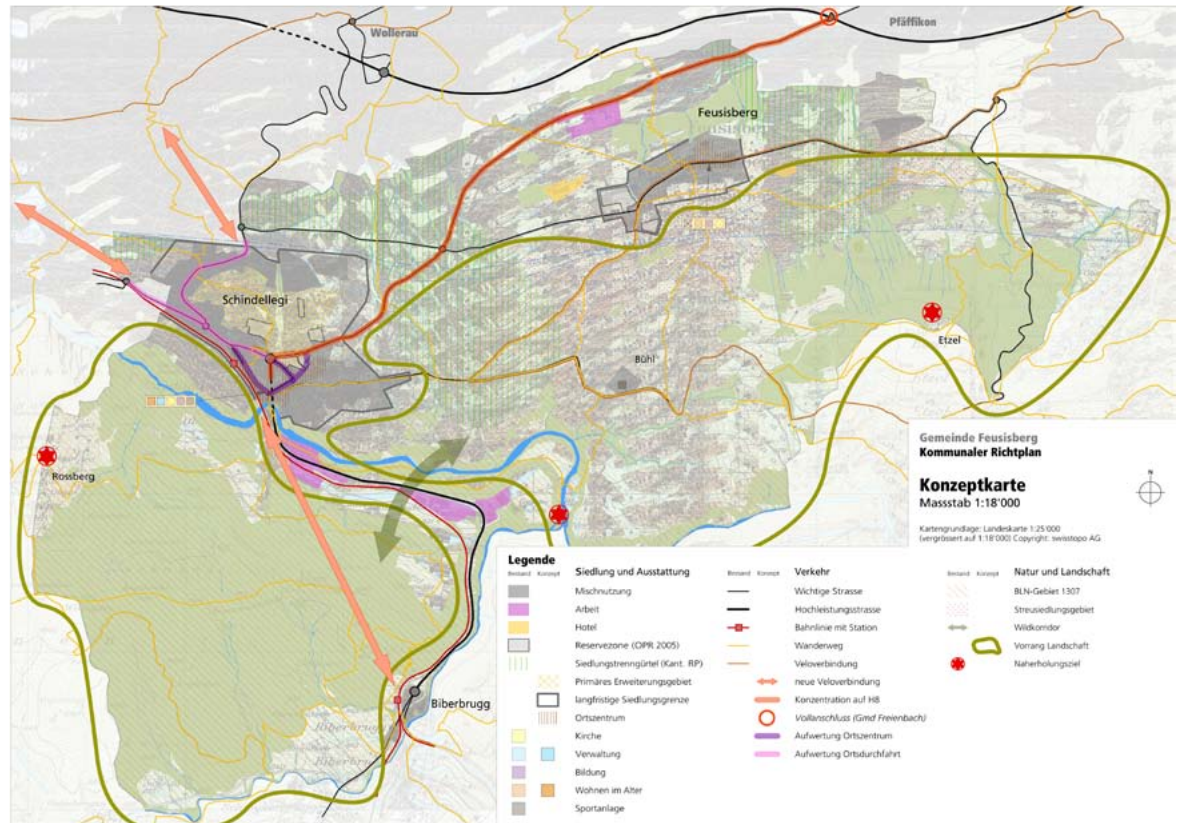 Wollerau
Pfäffikon
Feusisberg
Schindellegi
Bühl
Etzel
Rossberg
Biberbrugg
Gemeinde Feusisberg
Kommunaler Richtplan
Konzeptkarte
Massstab 1:18'000
N
Kartengrundlage: Landeskarte 1:25'000
(vergrössert auf 1:18'000) Copyright: swisstopo AG
Legende
Bestand Konzept Siedlung und Ausstattung
Mischnutzung
Arbeit
Hotel
Reservezone (OPR 2005)
Siedlungstrenngürtel (Kant. RP)
Primäres Erweiterungsgebiet
langfristige Siedlungsgrenze
Ortszentrum
Kirche
Verwaltung
Bildung
Wohnen im Alter
Sportanlage
Bestand Konzept Verkehr
Wichtige Strasse
Hochleistungsstrasse
Bahnlinie mit Station
Wanderweg
Veloverbindung
neue Veloverbindung
Konzentration auf H8
Vollanschluss (Gmd Freienbach)
Aufwertung Ortszentrum
Aufwertung Ortsdurchfahrt
Bestand Konzept Natur und Landschaft
BLN-Gebiet 1307
Streusiedlungsgebiet
Wildkorridor
Vorrang Landschaft
Naherholungsziel